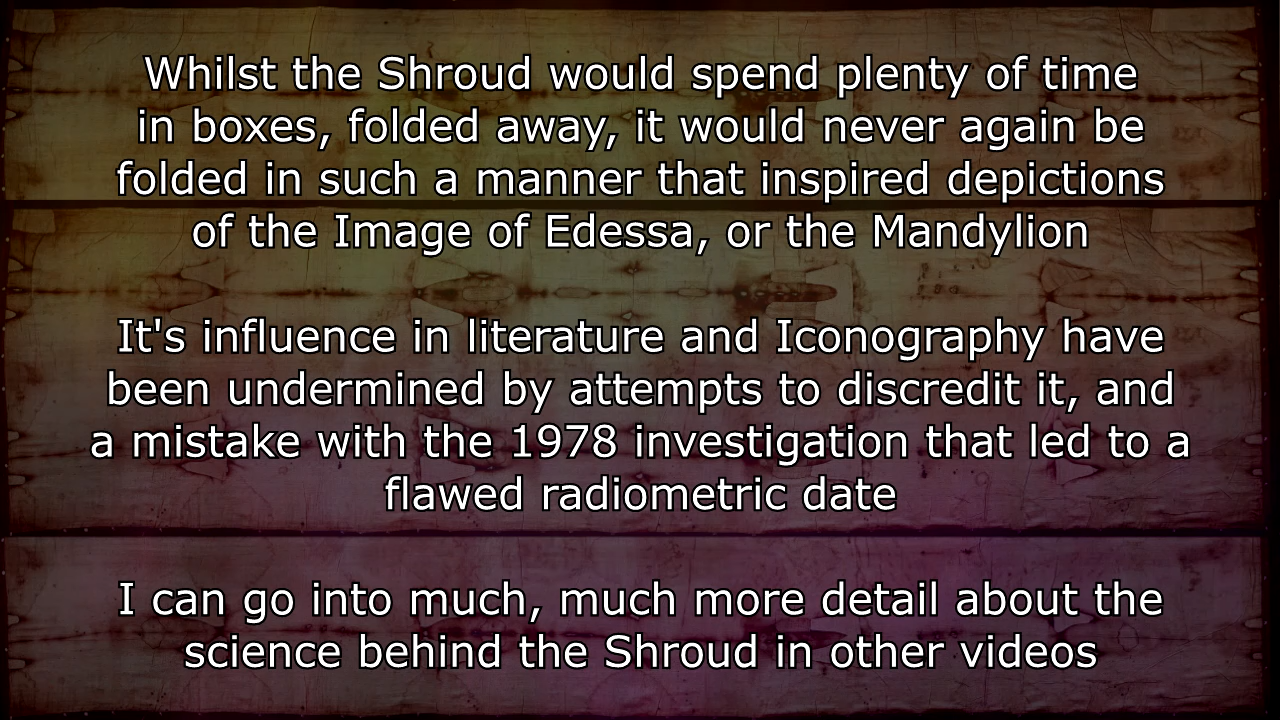 Whilst the Shroud would spend plenty of time
in boxes, folded away, it would never again be
folded in such a manner that inspired depictions
of the Image of Edessa, or the Mandylion
It's influence in literature and Iconography have
been undermined by attempts to discredit it, and
a mistake with the 1978 investigation that led to a
flawed radiometric date
I can go into much, much more detail about the
science behind the Shroud in other videos